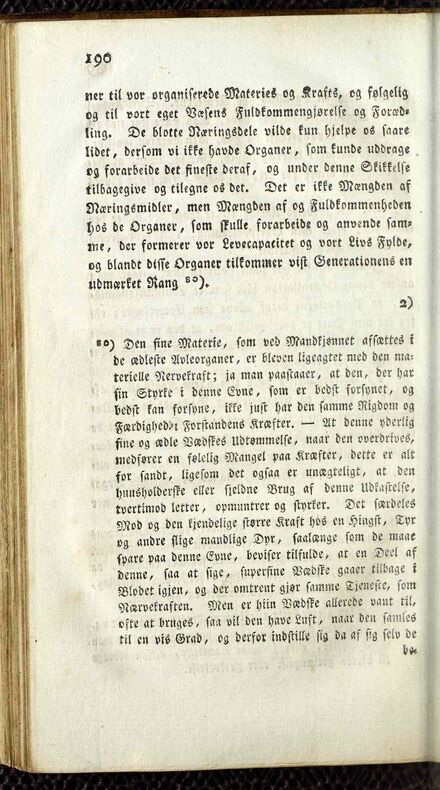 190
ner til vor organiserede Materies og Krafts, og følgelig
og til vort eget Væsens Fuldkommengjørelse og Foræd-
ling. De blotte Næringsdele vilde kun hjelpe os saare
lidet, dersom vi ikke havde Organer, som kunde uddrage
og forarbeide det fineste deraf, og under denne Skikkelse
tilbagegive og tilegne os det. Det er ikke Mængden af
Næringsmidler, men Mængden af og Fuldkommenheden
hos de Organer, som skulle forarbeide og anvende sam-
me, der formerer vor Levecapacitet og vort Livs Fylde,
og blandt disse Organer tilkommer vist Generationens en
udmærket Rang 80).
2)
80) Den fine Materie, som ved Mandkjønnet afsættes i
de ædleste Avleorganer, er bleven ligeagtet med den ma-
terielle Nervekraft; ja man paastaaer, at den, der har
sin Styrke i denne Evne, som er bedst forsynet, og
bedst kan forsyne, ikke just har den samme Rigdom og
Færdighed i Forstandens Kræfter. — At denne yderlig
fine og ædle Vædskes Udtømmelse, naar den overdrives,
medfører en følelig Mangel paa Kræfter, dette er alt
for sandt, ligesom det ogsaa er unægteligt, at den
huusholderske eller sjeldne Brug af denne Udkastelse,
tvertimod letter, opmuntrer og styrker. Det særdeles
Mod og den kjendelige større Kraft hos en Hingst, Tyr
og andre slige mandlige Dyr, saalænge som de maae
spare paa denne Evne, beviser tilfulde, at en Deel af
denne, saa at sige, superfine Vædske gaaer tilbage i
Blodet igjen, og der omtrent gjør samme Tjeneste, som
Nærvekraften. Men er hiin Vædske allerede vant til,
ofte at bruges, saa vil den have Luft, naar den samles
til en vis Grad, og derfor indstille sig da af sig selv de
be-